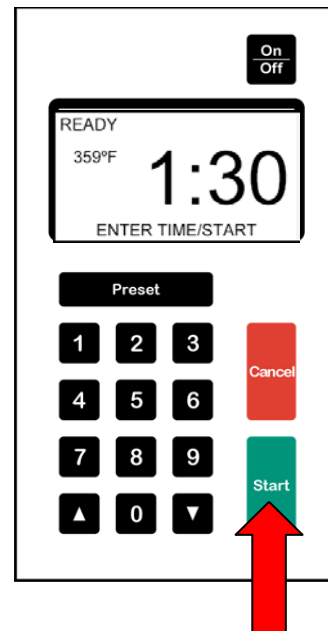 On
Off
READY
359°F
1:30
ENTER TIME/START
Preset
1 2 3
Cancel
4 5 6
7 8 9
Start
▲ 0 ▼